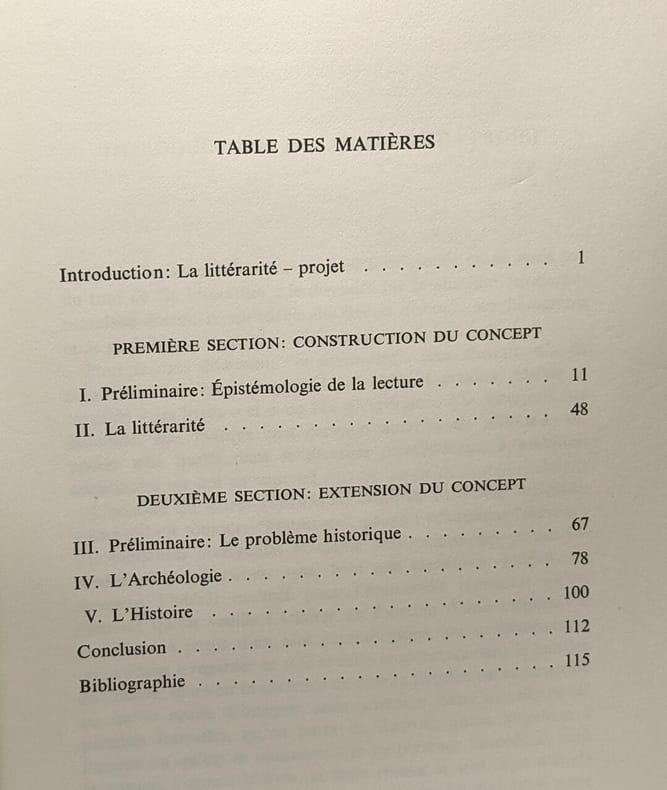 TABLE DES MATIÈRES
Introduction: La littérarité – projet . . . . . . . . . . . 1
PREMIÈRE SECTION: CONSTRUCTION DU CONCEPT
I. Préliminaire: Épistémologie de la lecture . . . . . . . 11
II. La littérarité . . . . . . . . . . . . . . . . . . 48
DEUXIÈME SECTION: EXTENSION DU CONCEPT
III. Préliminaire: Le problème historique . . . . . . . . . 67
IV. L'Archéologie . . . . . . . . . . . . . . . . . . 78
V. L'Histoire . . . . . . . . . . . . . . . . . . . 100
Conclusion . . . . . . . . . . . . . . . . . . . . . 112
Bibliographie . . . . . . . . . . . . . . . . . . . . 115